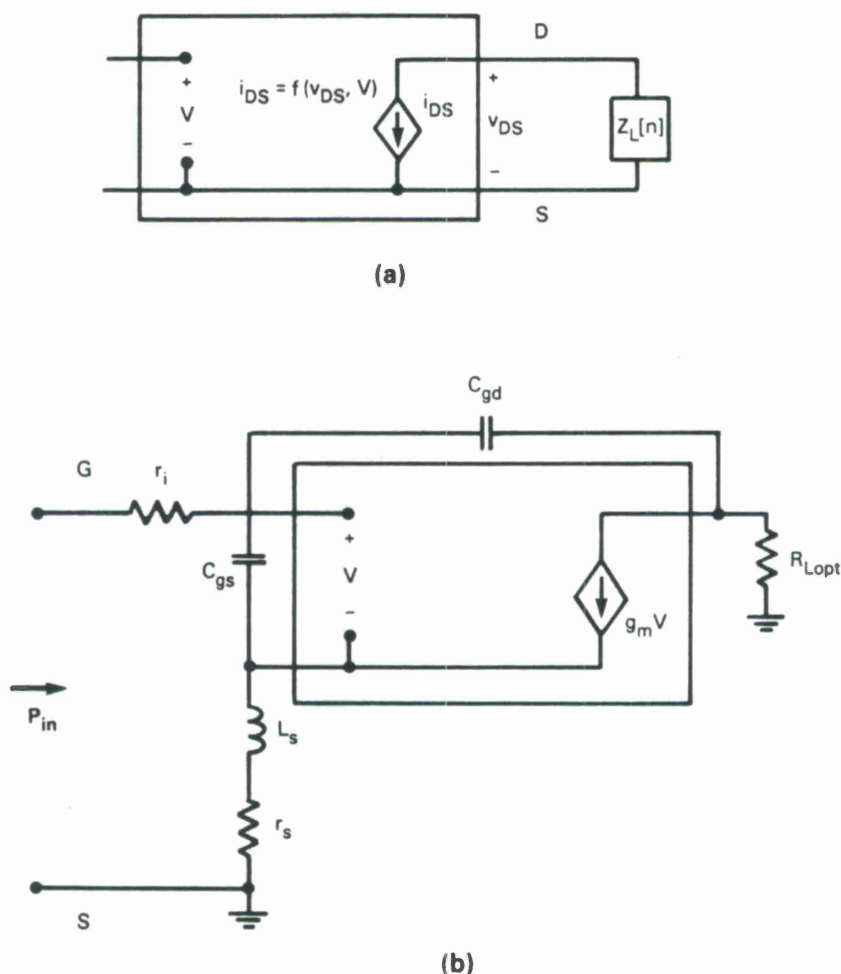 D
i_DS = f (v_DS, V)
+
V
–
i_DS
+
v_DS
–
Z_L[n]
S
(a)
C_gd
G
r_i
+
V
–
C_gs
g_mV
R_Lopt
P_in
L_s
r_s
S
(b)